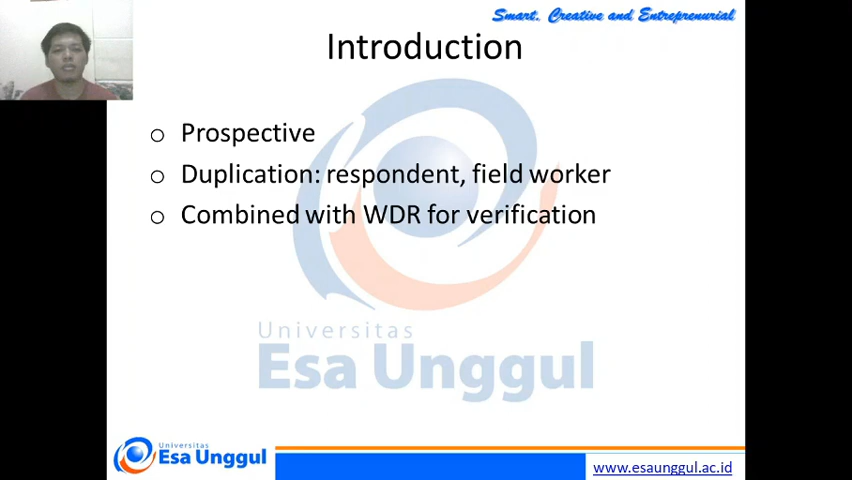 Smart, Creative and Entreprenurial
Introduction
Prospective
Duplication: respondent, field worker
Combined with WDR for verification
Universitas
Esa Unggul
Universitas
Esa Unggul
www.esaunggul.ac.id